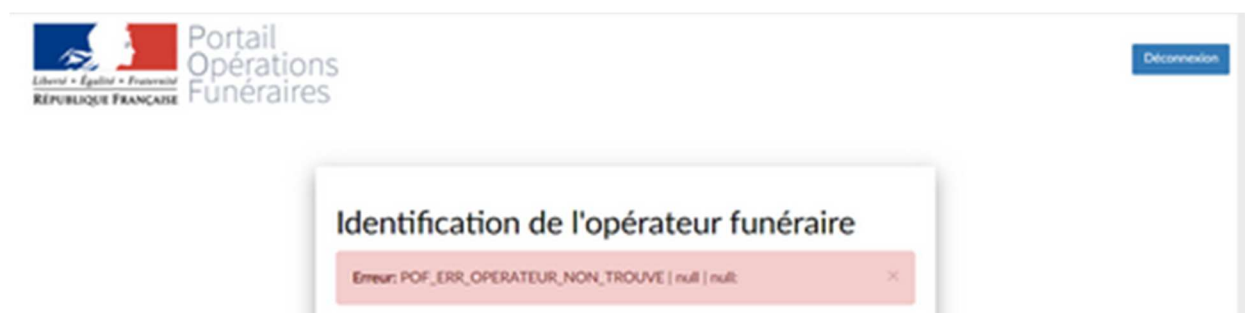 Portail
Opérations
Funéraires
Liberté • Égalité • Fraternité
RÉPUBLIQUE FRANÇAISE
Déconnexion
Identification de l'opérateur funéraire
Erreur: POF_ERR_OPERATEUR_NON_TROUVE | null | null: ×